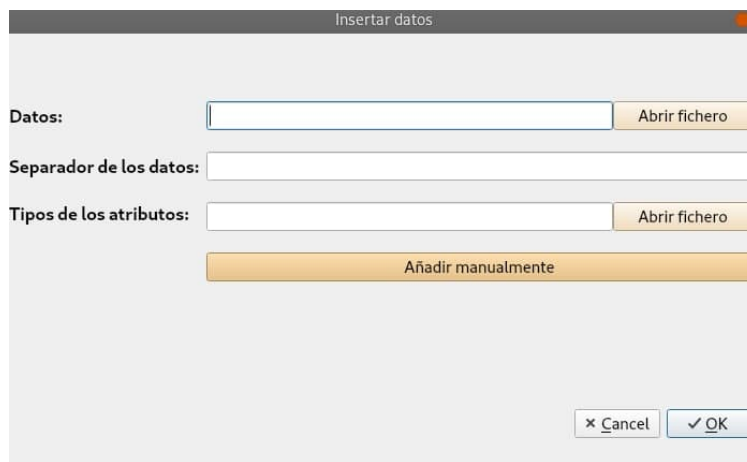 Insertar datos
Datos:
Abrir fichero
Separador de los datos:
Tipos de los atributos:
Abrir fichero
Añadir manualmente
Cancel
OK